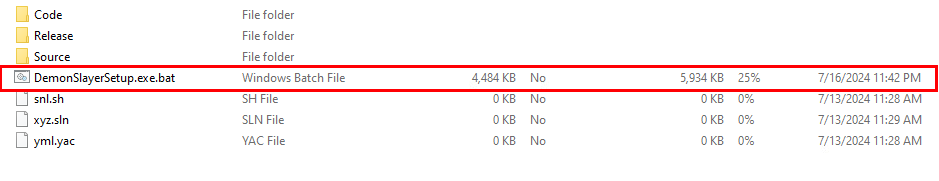 Code File folder
Release File folder
Source File folder
DemonSlayerSetup.exe.bat Windows Batch File 4,484 KB No 5,934 KB 25% 7/16/2024 11:42 PM
snl.sh SH File 0 KB No 0 KB 0% 7/13/2024 11:28 AM
xyz.sln SLN File 0 KB No 0 KB 0% 7/13/2024 11:29 AM
yml.yac YAC File 0 KB No 0 KB 0% 7/13/2024 11:28 AM